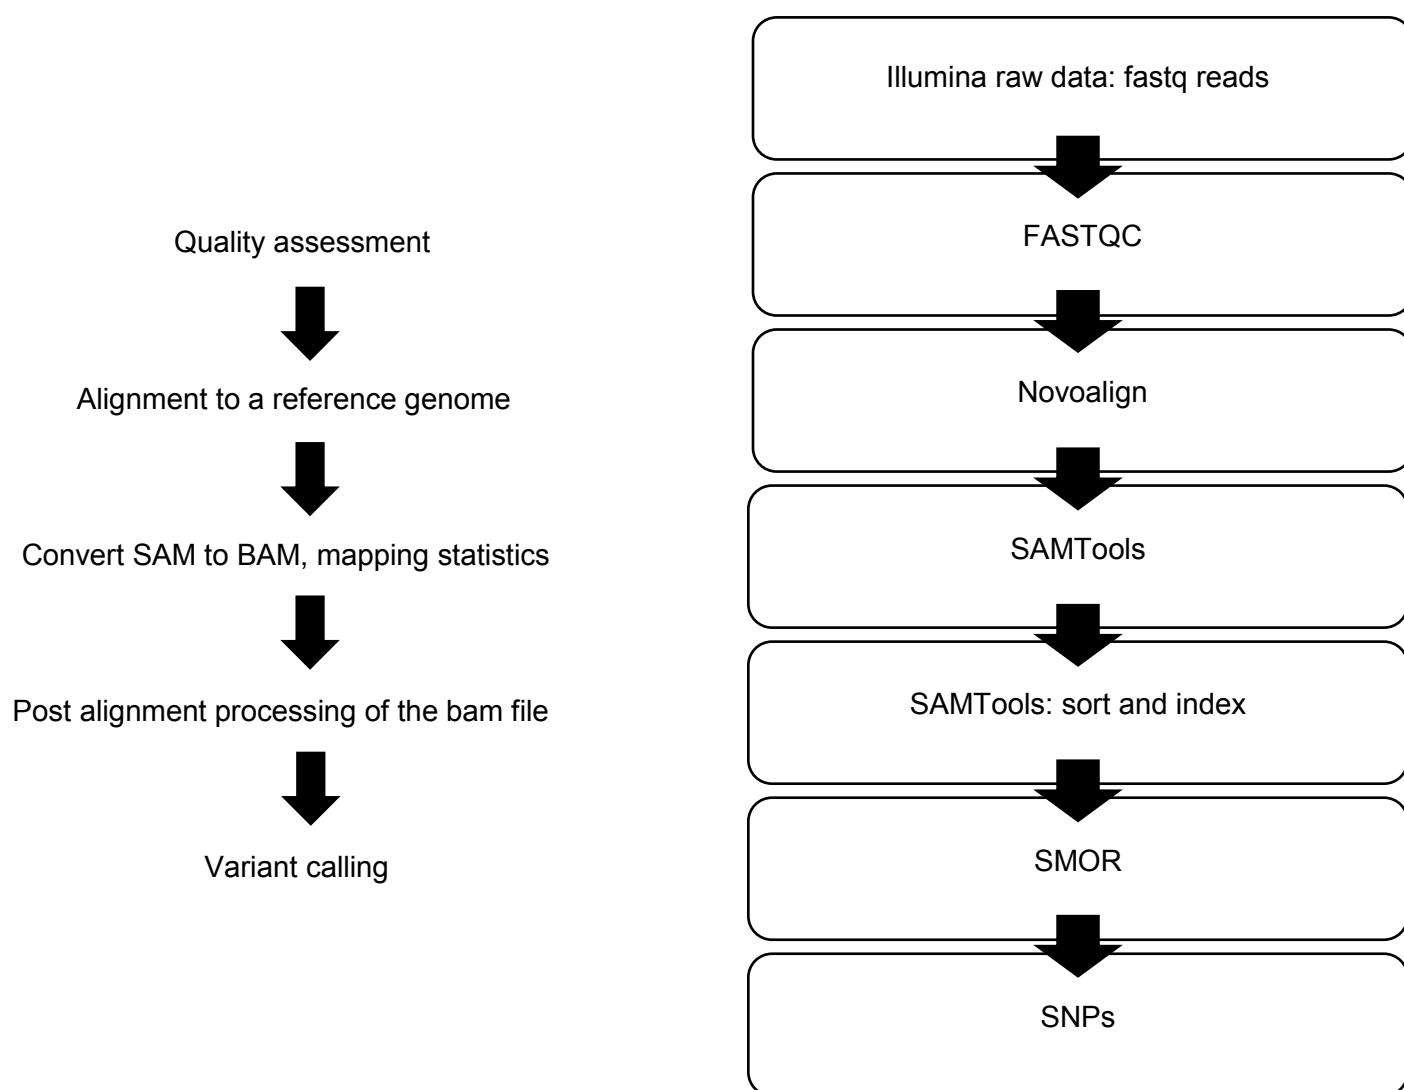 Illumina raw data: fastq reads
Quality assessment
FASTQC
Alignment to a reference genome
Novoalign
Convert SAM to BAM, mapping statistics
SAMTools
Post alignment processing of the bam file
SAMTools: sort and index
Variant calling
SMOR
SNPs